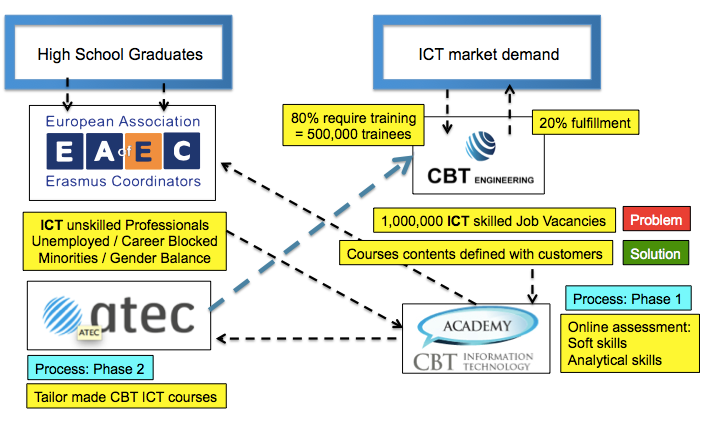 High School Graduates
ICT market demand
European Association
E A of E C
Erasmus Coordinators
80% require training
= 500,000 trainees
20% fulfillment
CBT ENGINEERING
ICT unskilled Professionals
Unemployed / Career Blocked
Minorities / Gender Balance
1,000,000 ICT skilled Job Vacancies
Problem
Courses contents defined with customers
Solution
atec
ATEC
ACADEMY
CBT INFORMATION
TECHNOLOGY
Process: Phase 1
Online assessment:
Soft skills
Analytical skills
Process: Phase 2
Tailor made CBT ICT courses